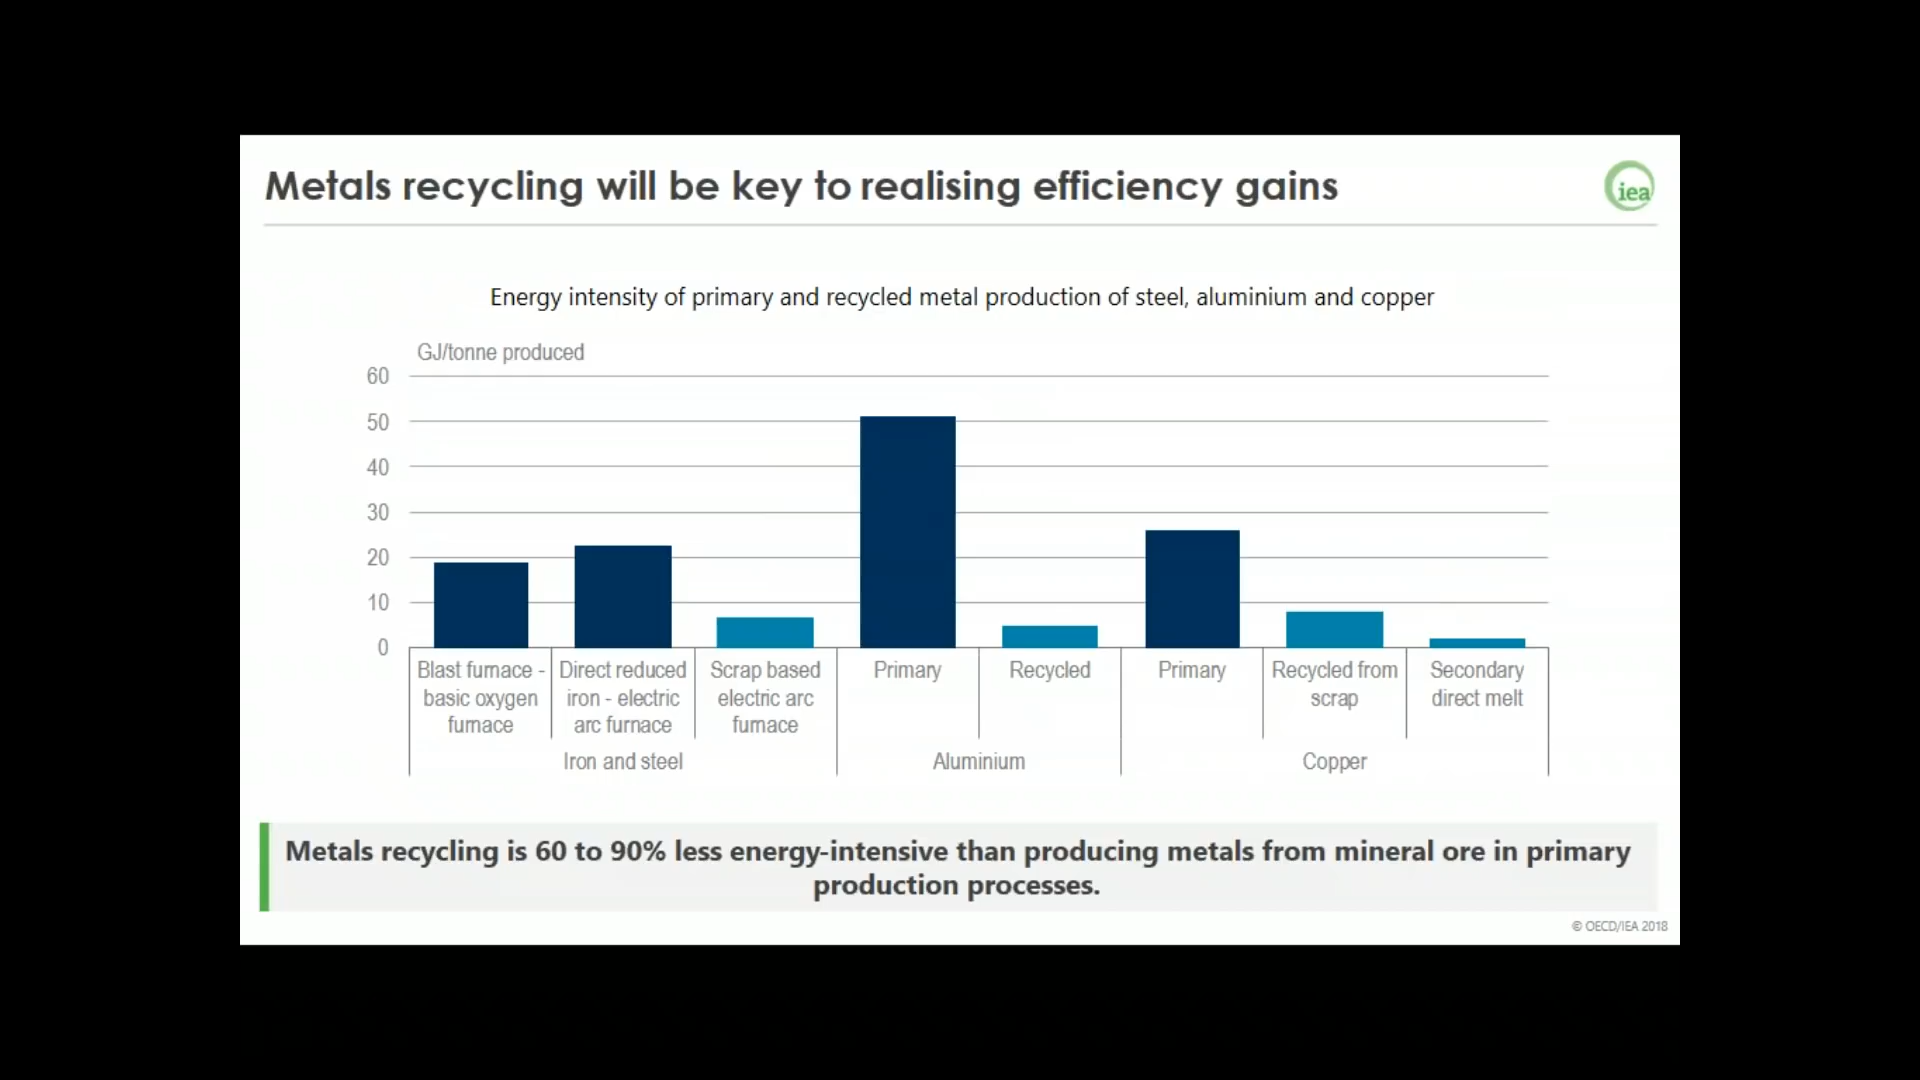 Metals recycling will be key to realising efficiency gains
iea
Energy intensity of primary and recycled metal production of steel, aluminium and copper
GJ/tonne produced
60
50
40
30
20
10
0
Blast furnace -
basic oxygen
furnace
Direct reduced
iron - electric
arc furnace
Scrap based
electric arc
furnace
Primary
Recycled
Primary
Recycled from
scrap
Secondary
direct melt
Iron and steel
Aluminium
Copper
Metals recycling is 60 to 90% less energy-intensive than producing metals from mineral ore in primary
production processes.
© OECD/IEA 2018